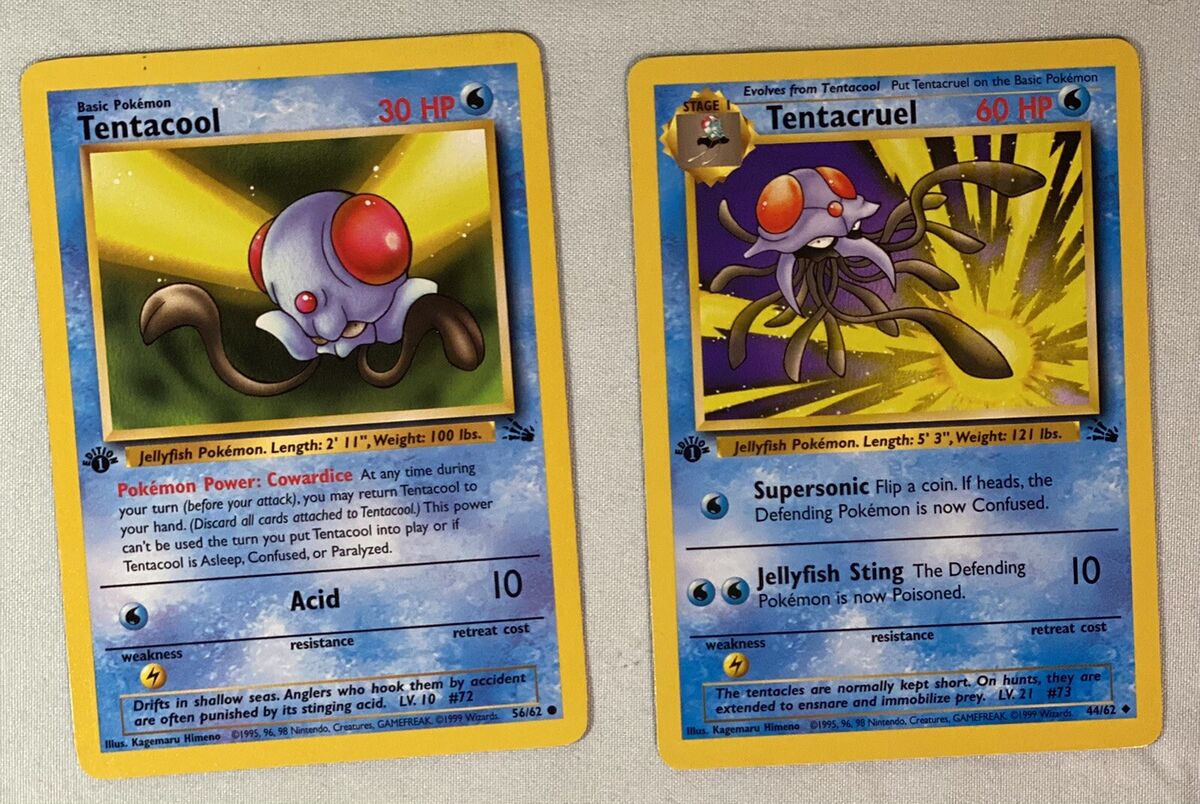 Basic Pokémon
Tentacool
30 HP
EDITION
1
Jellyfish Pokémon. Length: 2' 11", Weight: 100 lbs.
Pokémon Power: Cowardice At any time during
your turn (before your attack), you may return Tentacool to
your hand. (Discard all cards attached to Tentacool.) This power
can't be used the turn you put Tentacool into play or if
Tentacool is Asleep, Confused, or Paralyzed.
Acid 10
weakness resistance retreat cost
Drifts in shallow seas. Anglers who hook them by accident
are often punished by its stinging acid. LV. 10 #72
Illus. Kagemaru Himeno ©1995, 96, 98 Nintendo, Creatures, GAMEFREAK. ©1999 Wizards. 56/62
Evolves from Tentacool Put Tentacruel on the Basic Pokémon
STAGE 1
Tentacruel
60 HP
EDITION
1
Jellyfish Pokémon. Length: 5' 3", Weight: 121 lbs.
Supersonic Flip a coin. If heads, the
Defending Pokémon is now Confused.
Jellyfish Sting The Defending 10
Pokémon is now Poisoned.
weakness resistance retreat cost
The tentacles are normally kept short. On hunts, they are
extended to ensnare and immobilize prey. LV. 21 #73
Illus. Kagemaru Himeno ©1995, 96, 98 Nintendo, Creatures, GAMEFREAK. ©1999 Wizards. 44/62